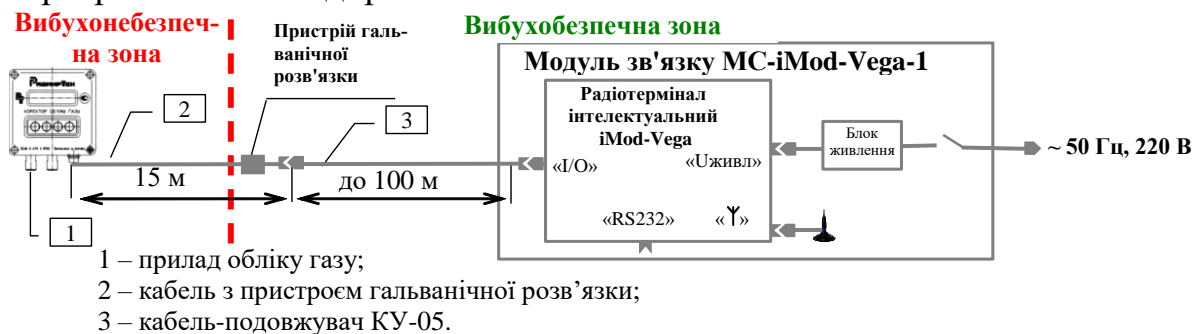 Вибухонебезпеч-
на зона
Пристрій галь-
ванічної
розв'язки
Вибухобезпечна зона
Модуль зв'язку МС-iMod-Vega-1
Радіотермінал
інтелектуальний
iMod-Vega
«I/O»
«Uживл»
«RS232»
Блок
живлення
~ 50 Гц, 220 В
2
3
15 м
до 100 м
1
1 – прилад обліку газу;
2 – кабель з пристроєм гальванічної розв’язки;
3 – кабель-подовжувач КУ-05.